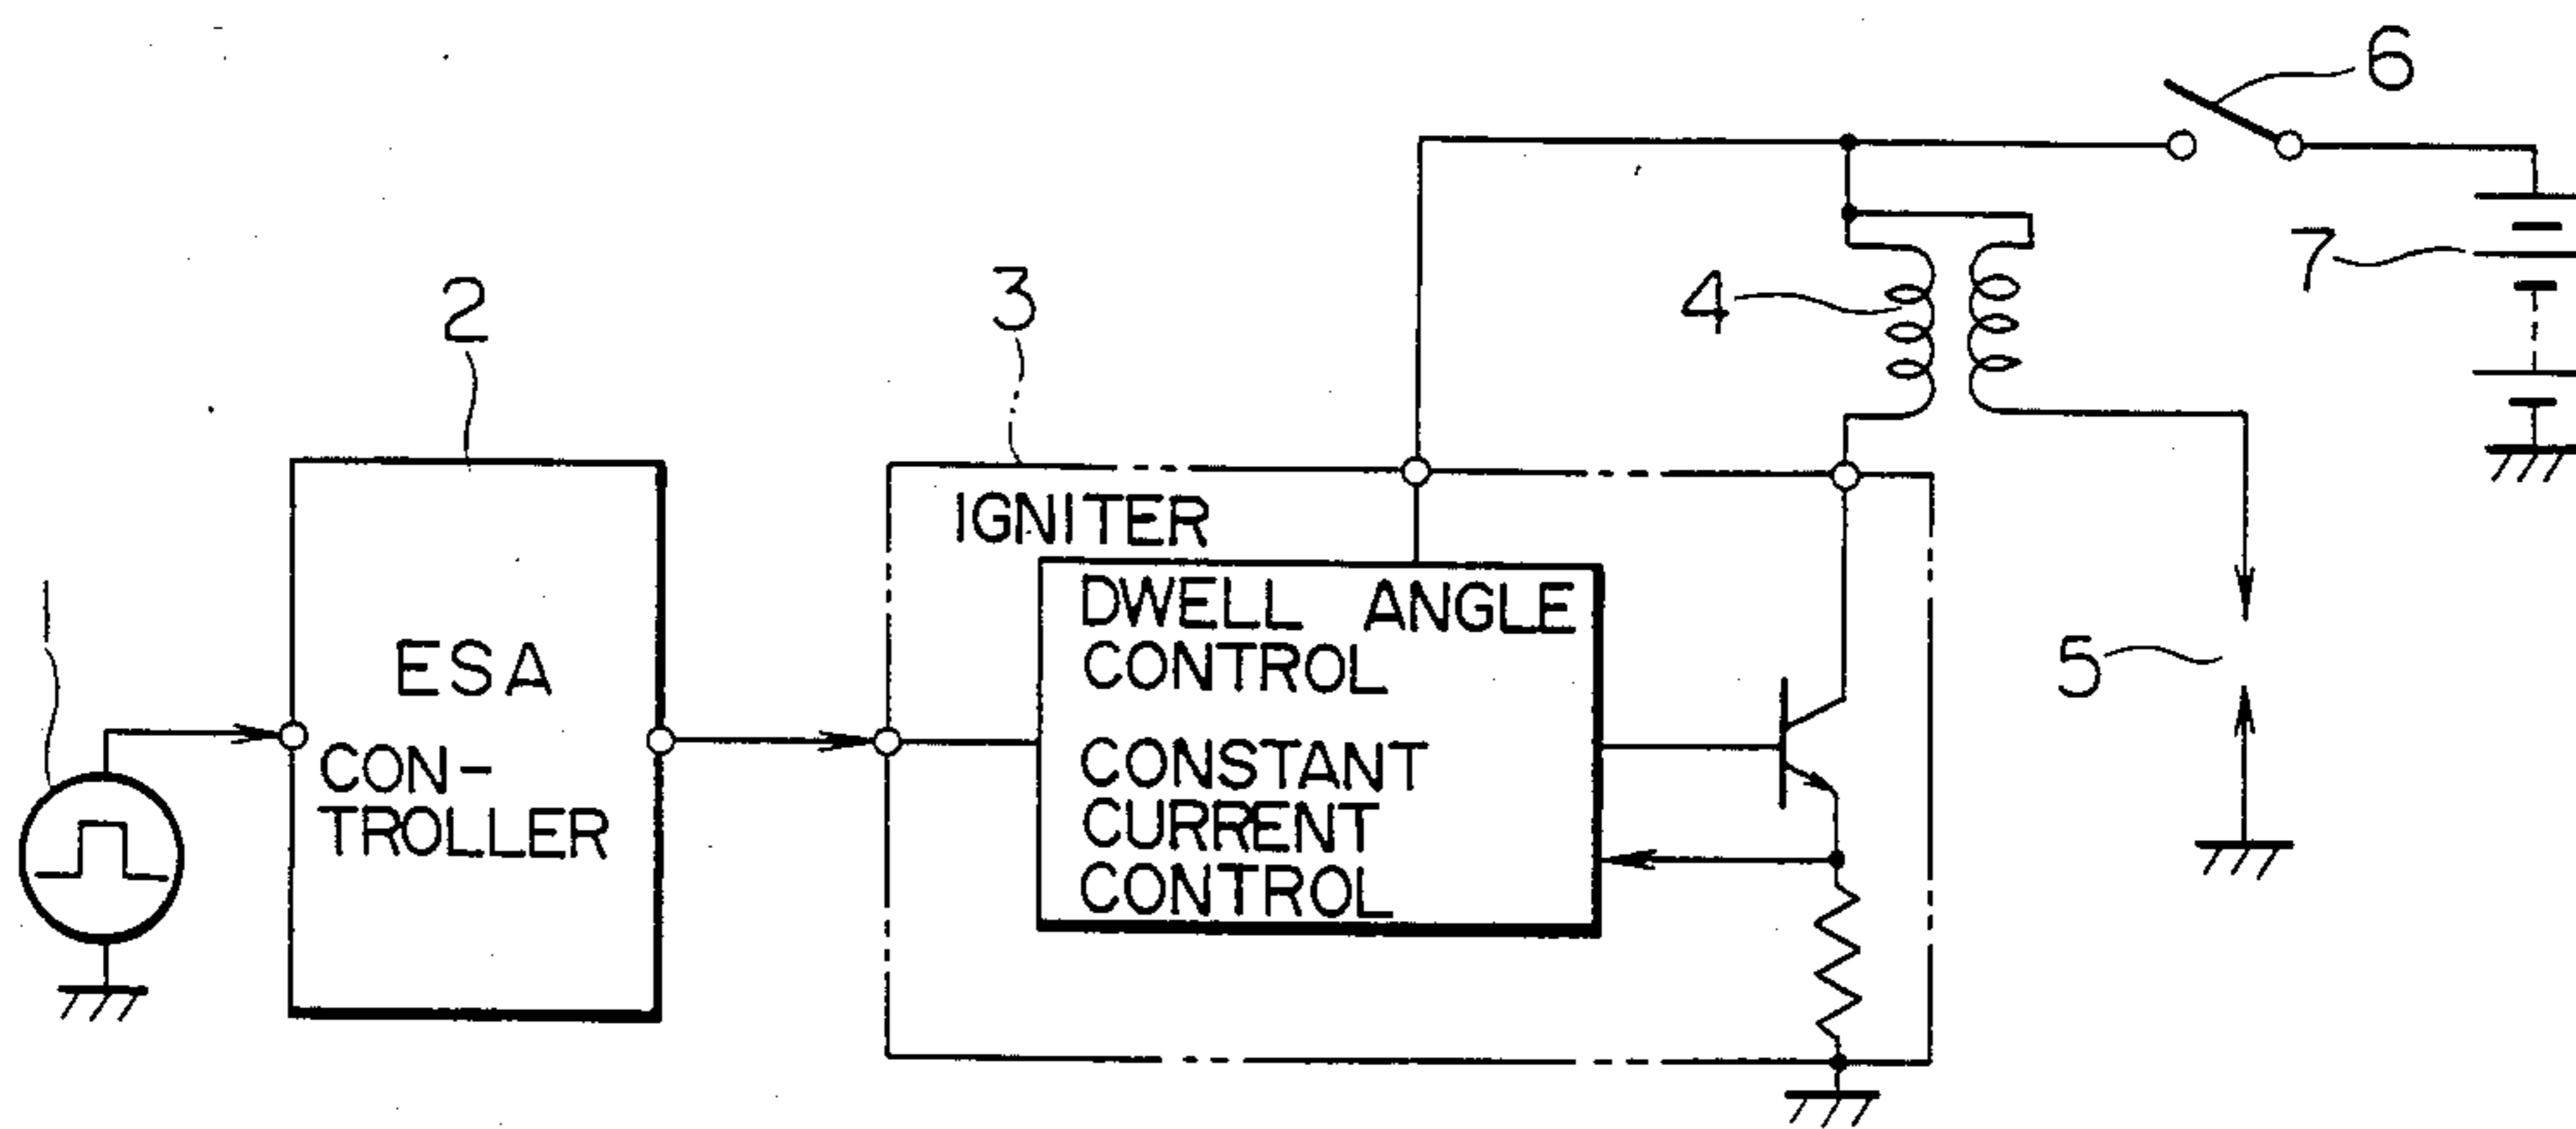 6
7
4
2
3
IGNITER
DWELL ANGLE
CONTROL
CONSTANT
CURRENT
CONTROL
ESA
CON-
TROLLER
5